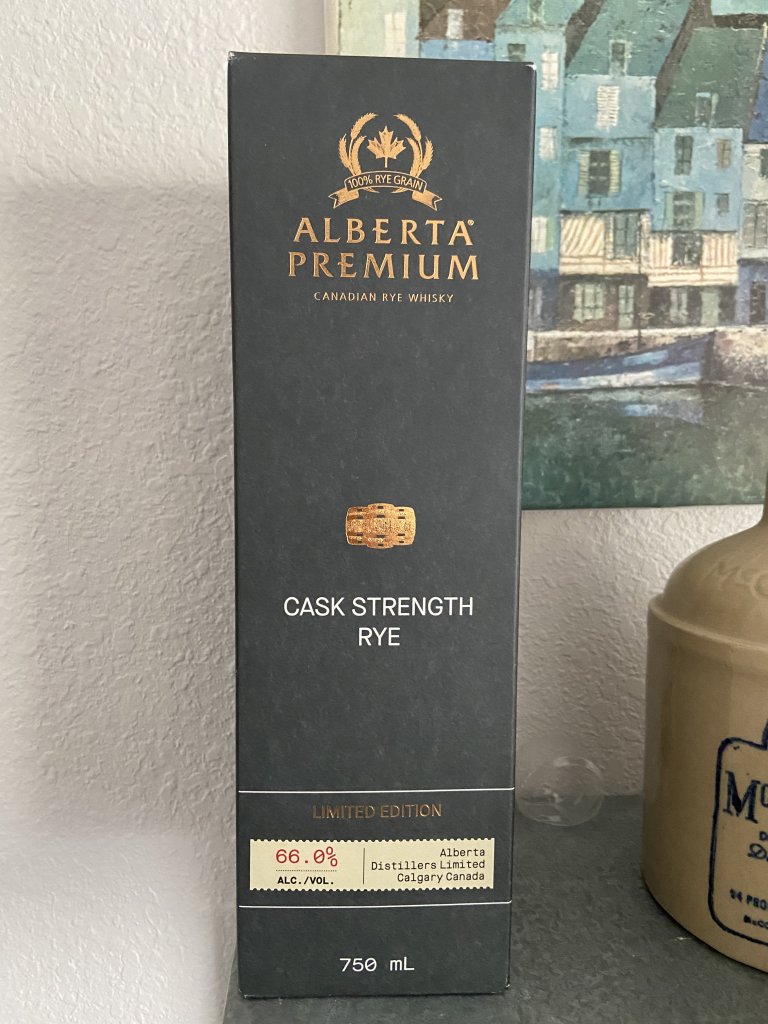 100% RYE GRAIN
ALBERTA®
PREMIUM
CANADIAN RYE WHISKY
CASK STRENGTH
RYE
LIMITED EDITION
66.0%
ALC./VOL.
Alberta
Distillers Limited
Calgary Canada
750 mL